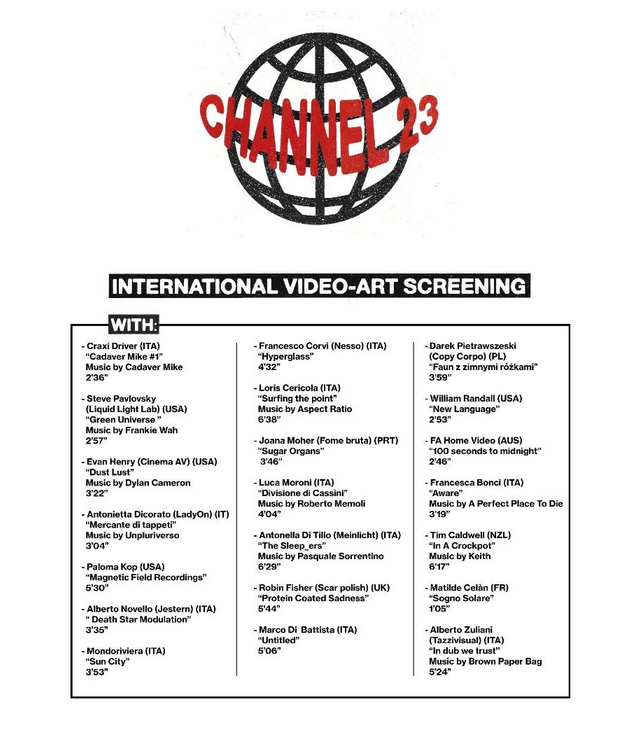 CHANNEL 23
INTERNATIONAL VIDEO-ART SCREENING
WITH:
- Craxi Driver (ITA)
“Cadaver Mike #1”
Music by Cadaver Mike
2’36”
- Steve Pavlovsky
(Liquid Light Lab) (USA)
“Green Universe ”
Music by Frankie Wah
2’57”
- Evan Henry (Cinema AV) (USA)
“Dust Lust”
Music by Dylan Cameron
3’22”
- Antonietta Dicorato (LadyOn) (IT)
“Mercante di tappeti”
Music by Unpluriverso
3’04”
- Paloma Kop (USA)
“Magnetic Field Recordings”
5’30”
- Alberto Novello (Jestern) (ITA)
“ Death Star Modulation”
3’35”
- Mondoriviera (ITA)
“Sun City”
3’53”
- Francesco Corvi (Nesso) (ITA)
“Hyperglass”
4’32”
- Loris Cericola (ITA)
“Surfing the point”
Music by Aspect Ratio
6’38”
- Joana Moher (Fome bruta) (PRT)
“Sugar Organs”
3’46”
- Luca Moroni (ITA)
“Divisione di Cassini”
Music by Roberto Memoli
4’04”
- Antonella Di Tillo (Meinlicht) (ITA)
“The Sleep_ers”
Music by Pasquale Sorrentino
6’29”
- Robin Fisher (Scar polish) (UK)
“Protein Coated Sadness”
5’44”
- Marco Di Battista (ITA)
“Untitled”
5’06”
- Darek Pietrawszeski
(Copy Corpo) (PL)
“Faun z zimnymi różkami”
3’59”
- William Randall (USA)
“New Language”
2’53”
- FA Home Video (AUS)
“100 seconds to midnight”
2’46”
- Francesca Bonci (ITA)
“Aware”
Music by A Perfect Place To Die
3’19”
- Tim Caldwell (NZL)
“In A Crockpot”
Music by Keith
6’17”
- Matilde Celàn (FR)
“Sogno Solare”
1’05”
- Alberto Zuliani
(Tazzivisual) (ITA)
“In dub we trust”
Music by Brown Paper Bag
5’24”